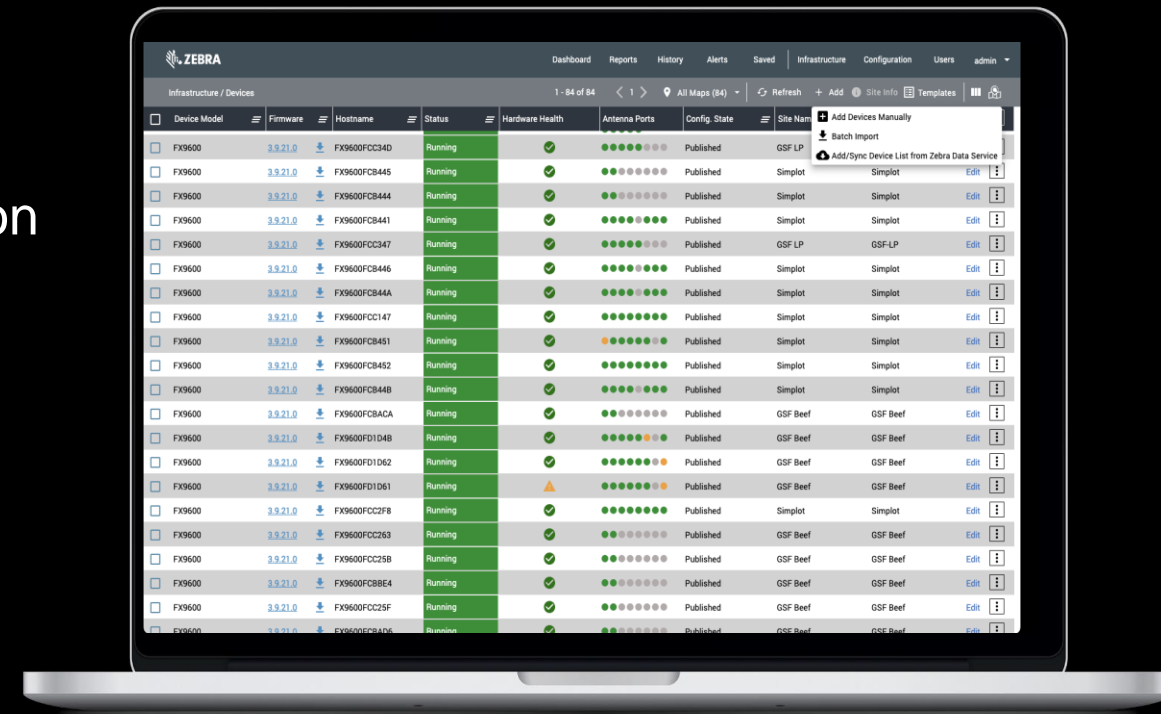 on
ZEBRA Dashboard Reports History Alerts Saved Infrastructure Configuration Users admin
Infrastructure / Devices 1 - 84 of 84 1 All Maps (84) Refresh + Add Site Info Templates
Device Model Firmware Hostname Status Hardware Health Antenna Ports Config. State Site Nam
Add Devices Manually
Batch Import
Add/Sync Device List from Zebra Data Service
FX9600 3.9.21.0 FX9600FCC34D Running Published GSF LP
FX9600 3.9.21.0 FX9600FCB445 Running Published Simplot Simplot Edit
FX9600 3.9.21.0 FX9600FCB444 Running Published Simplot Simplot Edit
FX9600 3.9.21.0 FX9600FCB441 Running Published Simplot Simplot Edit
FX9600 3.9.21.0 FX9600FCC347 Running Published GSF LP GSF-LP Edit
FX9600 3.9.21.0 FX9600FCB446 Running Published Simplot Simplot Edit
FX9600 3.9.21.0 FX9600FCB44A Running Published Simplot Simplot Edit
FX9600 3.9.21.0 FX9600FCC147 Running Published Simplot Simplot Edit
FX9600 3.9.21.0 FX9600FCB451 Running Published Simplot Simplot Edit
FX9600 3.9.21.0 FX9600FCB452 Running Published Simplot Simplot Edit
FX9600 3.9.21.0 FX9600FCB44B Running Published Simplot Simplot Edit
FX9600 3.9.21.0 FX9600FCBACA Running Published GSF Beef GSF Beef Edit
FX9600 3.9.21.0 FX9600FD1D4B Running Published GSF Beef GSF Beef Edit
FX9600 3.9.21.0 FX9600FD1D62 Running Published GSF Beef GSF Beef Edit
FX9600 3.9.21.0 FX9600FD1D61 Running Published GSF Beef GSF Beef Edit
FX9600 3.9.21.0 FX9600FCC2F8 Running Published Simplot Simplot Edit
FX9600 3.9.21.0 FX9600FCC263 Running Published GSF Beef GSF Beef Edit
FX9600 3.9.21.0 FX9600FCC25B Running Published GSF Beef GSF Beef Edit
FX9600 3.9.21.0 FX9600FCBBE4 Running Published GSF Beef GSF Beef Edit
FX9600 3.9.21.0 FX9600FCC25F Running Published GSF Beef GSF Beef Edit
FX9600 3.9.21.0 FX9600FCBAD6 Running Published GSF Beef GSF Beef Edit